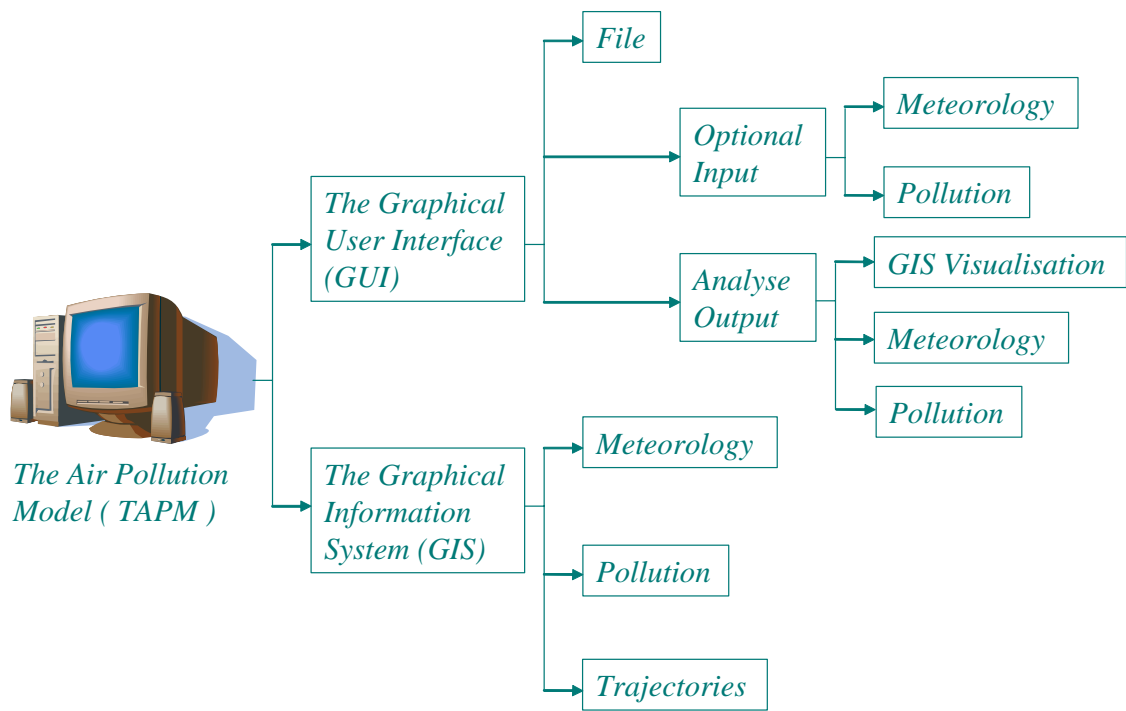 File
Meteorology
Optional
Input
Pollution
The Graphical
User Interface
(GUI)
GIS Visualisation
Analyse
Output
Meteorology
Pollution
The Air Pollution
Model ( TAPM )
The Graphical
Information
System (GIS)
Meteorology
Pollution
Trajectories